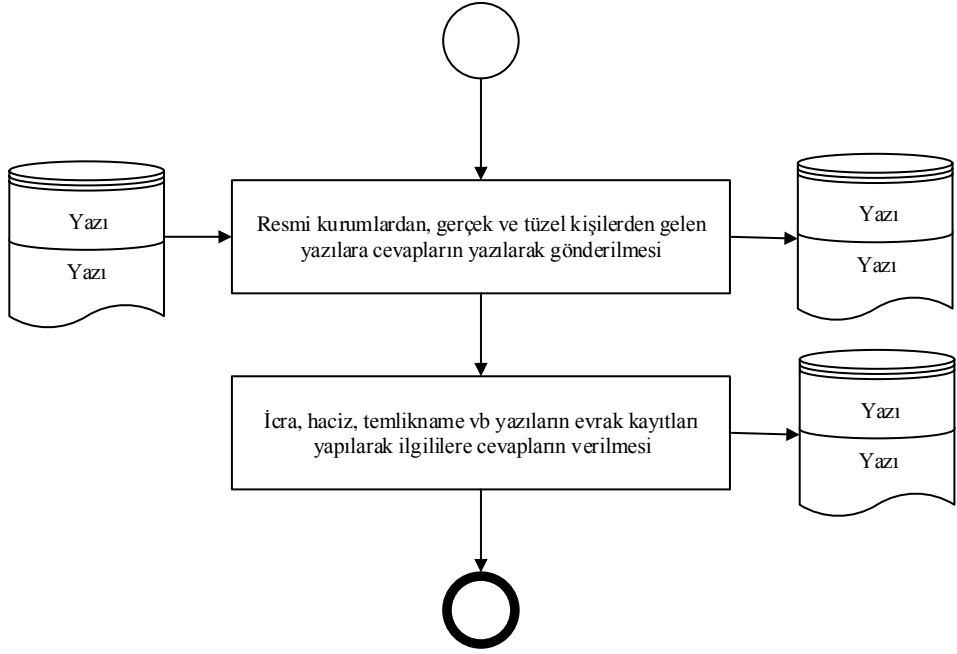 Yazı
Yazı
Resmi kurumlardan, gerçek ve tüzel kişilerden gelen
yazılara cevapların yazılarak gönderilmesi
Yazı
Yazı
İcra, haciz, temlikname vb yazıların evrak kayıtları
yapılarak ilgililere cevapların verilmesi
Yazı
Yazı